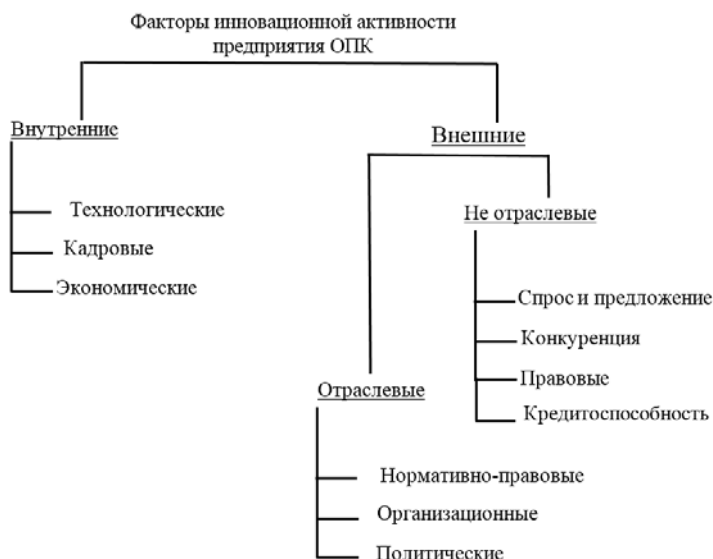 Факторы инновационной активности
предприятия ОПК
Внутренние
Внешние
Технологические
Кадровые
Экономические
Не отраслевые
Спрос и предложение
Конкуренция
Правовые
Кредитоспособность
Отраслевые
Нормативно-правовые
Организационные
Политические